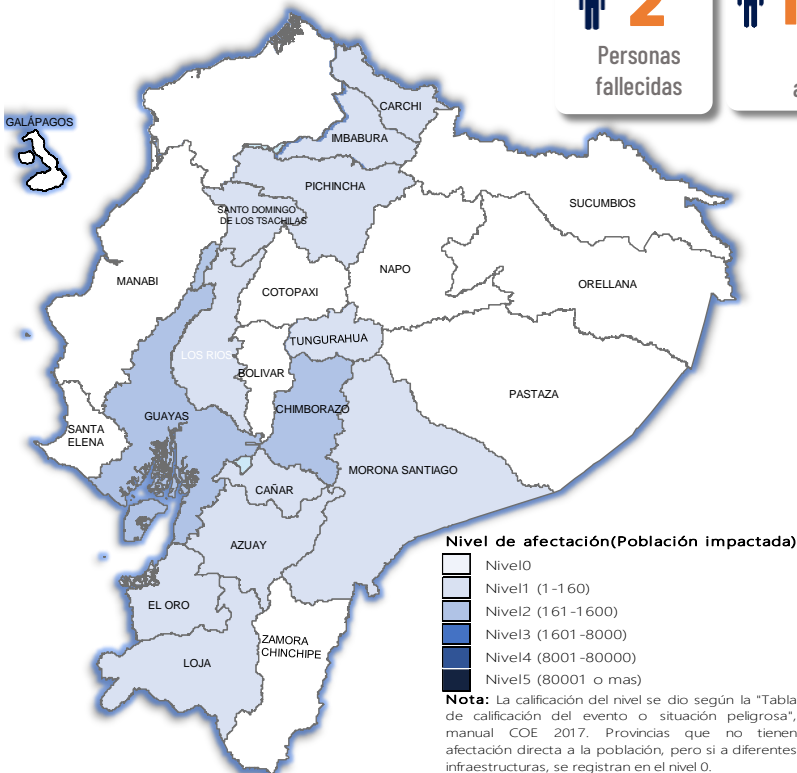 2
Personas
fallecidas
GALÁPAGOS
CARCHI
IMBABURA
PICHINCHA
SUCUMBIOS
SANTO DOMINGO
DE LOS TSACHILAS
NAPO
MANABI
ORELLANA
COTOPAXI
TUNGURAHUA
LOS RIOS
BOLIVAR
PASTAZA
CHIMBORAZO
GUAYAS
SANTA
ELENA
MORONA SANTIAGO
CAÑAR
AZUAY
EL ORO
ZAMORA
CHINCHIPE
LOJA
Nivel de afectación(Población impactada)
Nivel0
Nivel1 (1-160)
Nivel2 (161-1600)
Nivel3 (1601-8000)
Nivel4 (8001-80000)
Nivel5 (80001 o mas)
Nota: La calificación del nivel se dio según la "Tabla
de calificación del evento o situación peligrosa",
manual COE 2017. Provincias que no tienen
afectación directa a la población, pero si a diferentes
infraestructuras, se registran en el nivel 0.